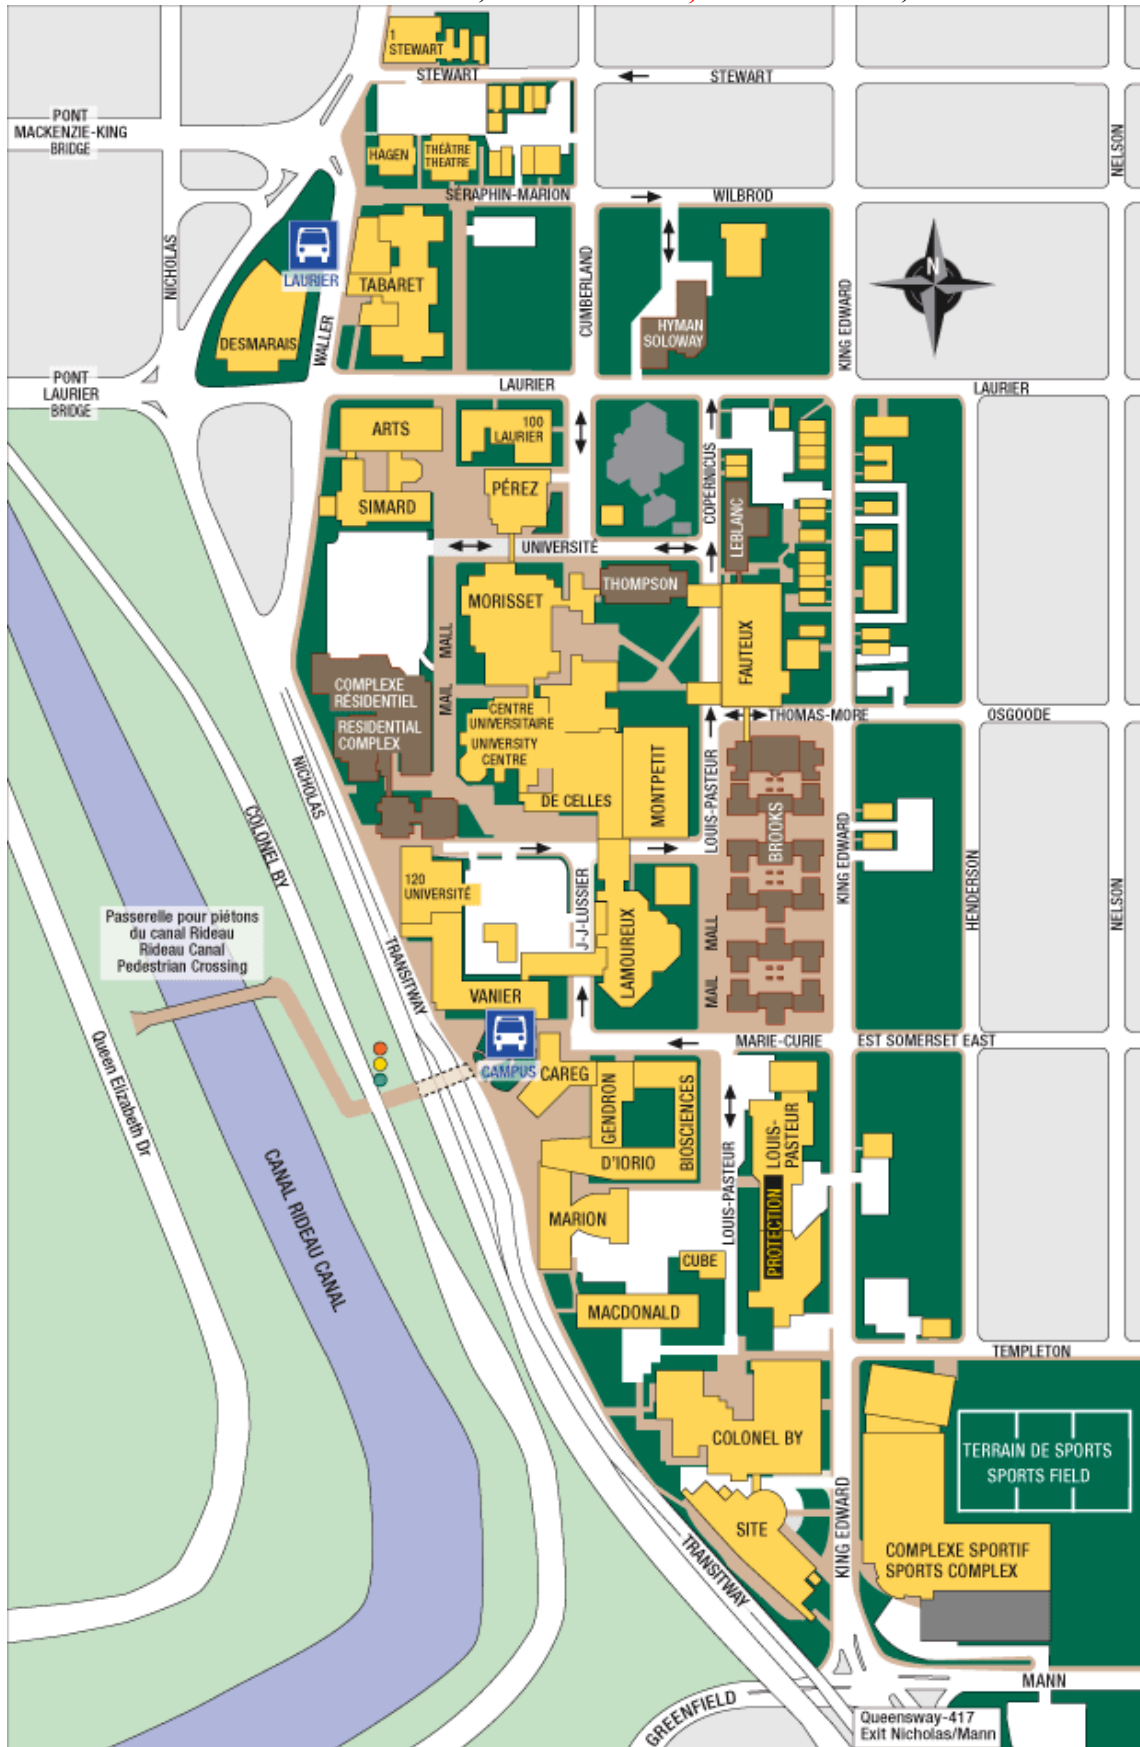 1
STEWART
STEWART
STEWART
PONT
MACKENZIE-KING
BRIDGE
NELSON
HAGEN
THÉÂTRE
THEATRE
SÉRAPHIN-MARION
WILBROD
NICHOLAS
LAURIER
TABARET
CUMBERLAND
N
KING EDWARD
HYMAN
SOLOWAY
WALLER
DESMARAIS
PONT
LAURIER
BRIDGE
LAURIER
LAURIER
ARTS
100
LAURIER
PÉREZ
SIMARD
COPERNICUS
LEBLANC
UNIVERSITÉ
THOMPSON
MORISSET
MALL
MAIL
FAUTEUX
COMPLEXE
RÉSIDENTIEL
RESIDENTIAL
COMPLEX
CENTRE
UNIVERSITAIRE
UNIVERSITY
CENTRE
THOMAS-MORE
OSGOODE
NICHOLAS
DE CELLES
MONTPETIT
LOUIS-PASTEUR
BROOKS
COLONEL BY
KING EDWARD
HENDERSON
NELSON
120
UNIVERSITÉ
J-J-LUSSIER
LAMOUREUX
MALL
MAIL
Passerelle pour piétons
du canal Rideau
Rideau Canal
Pedestrian Crossing
TRANSITWAY
VANIER
MARIE-CURIE
EST SOMERSET EAST
Queen Elizabeth Dr
CAMPUS
CAREG
GENDRON
BIOSCIENCES
LOUIS-
PASTEUR
D'IORIO
LOUIS-PASTEUR
CANAL RIDEAU CANAL
MARION
PROTECTION
CUBE
MACDONALD
TEMPLETON
COLONEL BY
TERRAIN DE SPORTS
SPORTS FIELD
KING EDWARD
SITE
COMPLEXE SPORTIF
SPORTS COMPLEX
TRANSITWAY
MANN
GREENFIELD
Queensway-417
Exit Nicholas/Mann